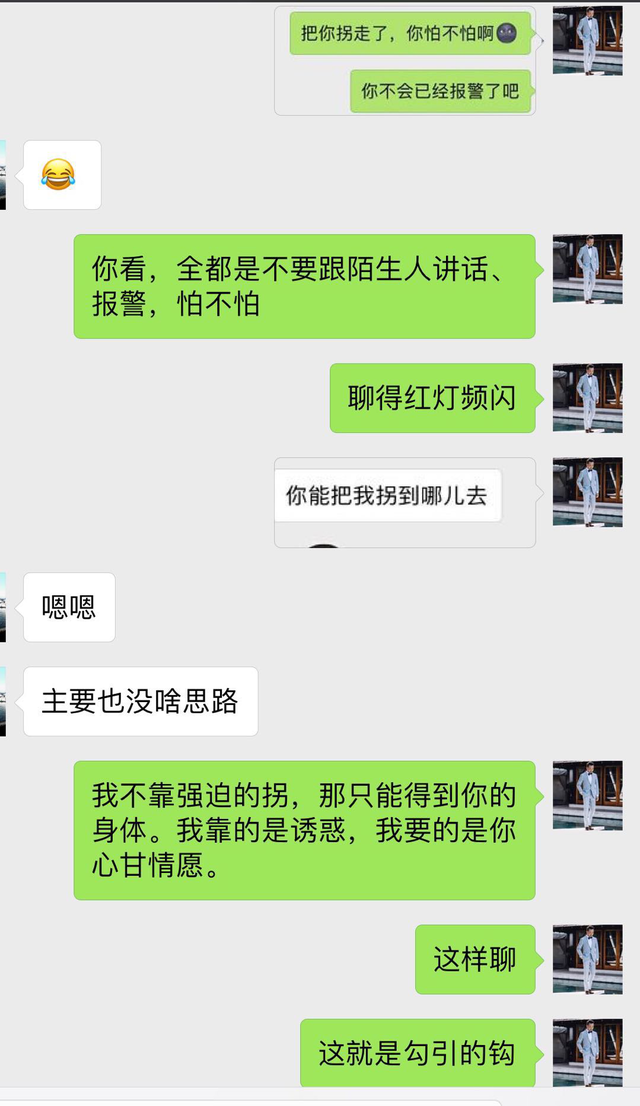 把你拐走了，你怕不怕啊
你不会已经报警了吧
你看，全都是不要跟陌生人讲话、
报警，怕不怕
聊得红灯频闪
你能把我拐到哪儿去
嗯嗯
主要也没啥思路
我不靠强迫的拐，那只能得到你的
身体。我靠的是诱惑，我要的是你
心甘情愿。
这样聊
这就是勾引的钩